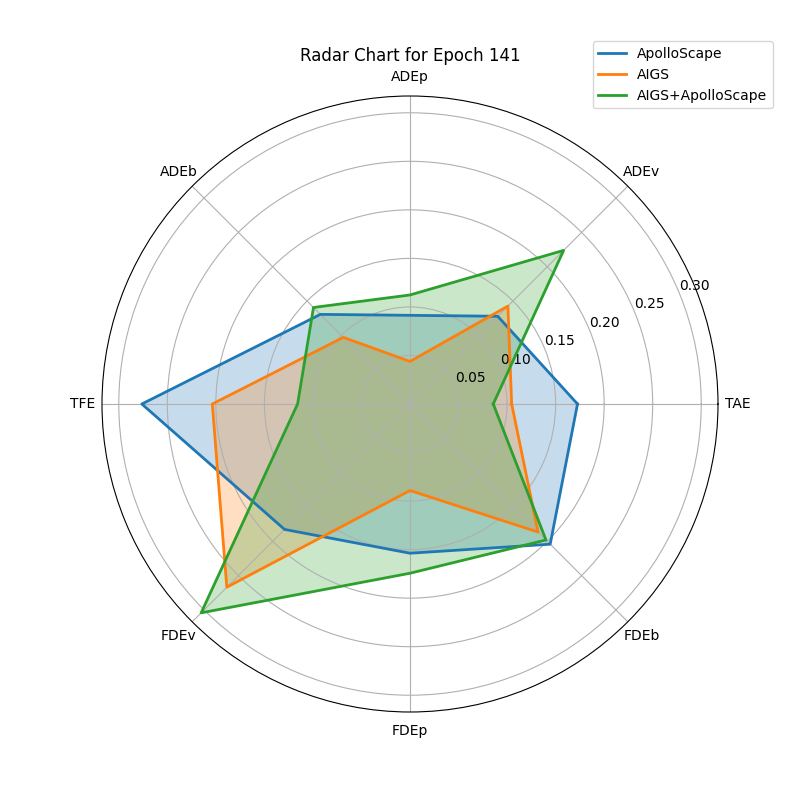 Radar Chart for Epoch 141
ApolloScape
AIGS
AIGS+ApolloScape
ADEp
ADEb
ADEv
0.30
0.25
0.20
0.15
0.10
0.05
TFE
TAE
FDEv
FDEb
FDEp